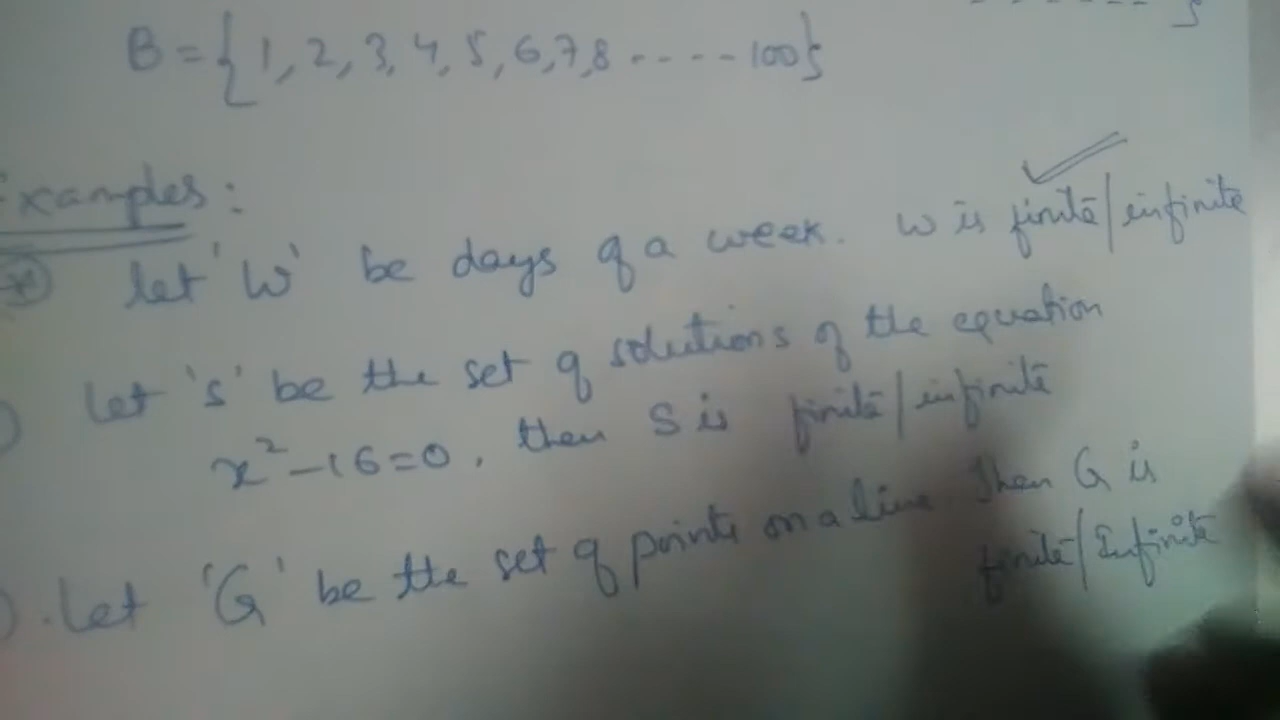 B = { 1, 2, 3, 4, 5, 6, 7, 8 ..... 100}
Examples:
let 'W' be days of a week. W is finite/infinite
Let 's' be the set of solutions of the equation
x² - 16 = 0, then S is finite/infinite
Let 'G' be the set of points on a line Then G is
finite/Infinite